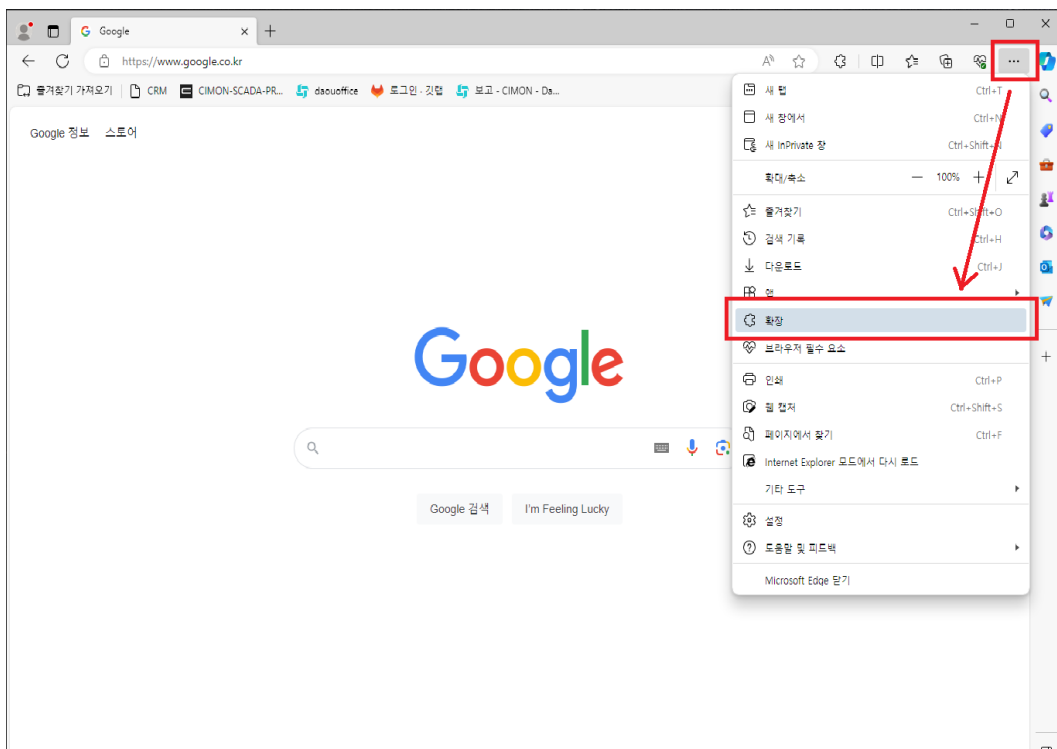 Google
https://www.google.co.kr
즐겨찾기 가져오기 CRM CIMON-SCADA-PR... daouoffice 로그인 · 깃랩 보고 - CIMON - Da...
Google 정보 스토어
Google
Google 검색 I'm Feeling Lucky
새 탭 Ctrl+T
새 창에서 Ctrl+N
새 InPrivate 창 Ctrl+Shift+N
확대/축소 100%
즐겨찾기 Ctrl+Shift+O
검색 기록 Ctrl+H
다운로드 Ctrl+J
앱
확장
브라우저 필수 요소
인쇄 Ctrl+P
웹 캡처 Ctrl+Shift+S
페이지에서 찾기 Ctrl+F
Internet Explorer 모드에서 다시 로드
기타 도구
설정
도움말 및 피드백
Microsoft Edge 닫기